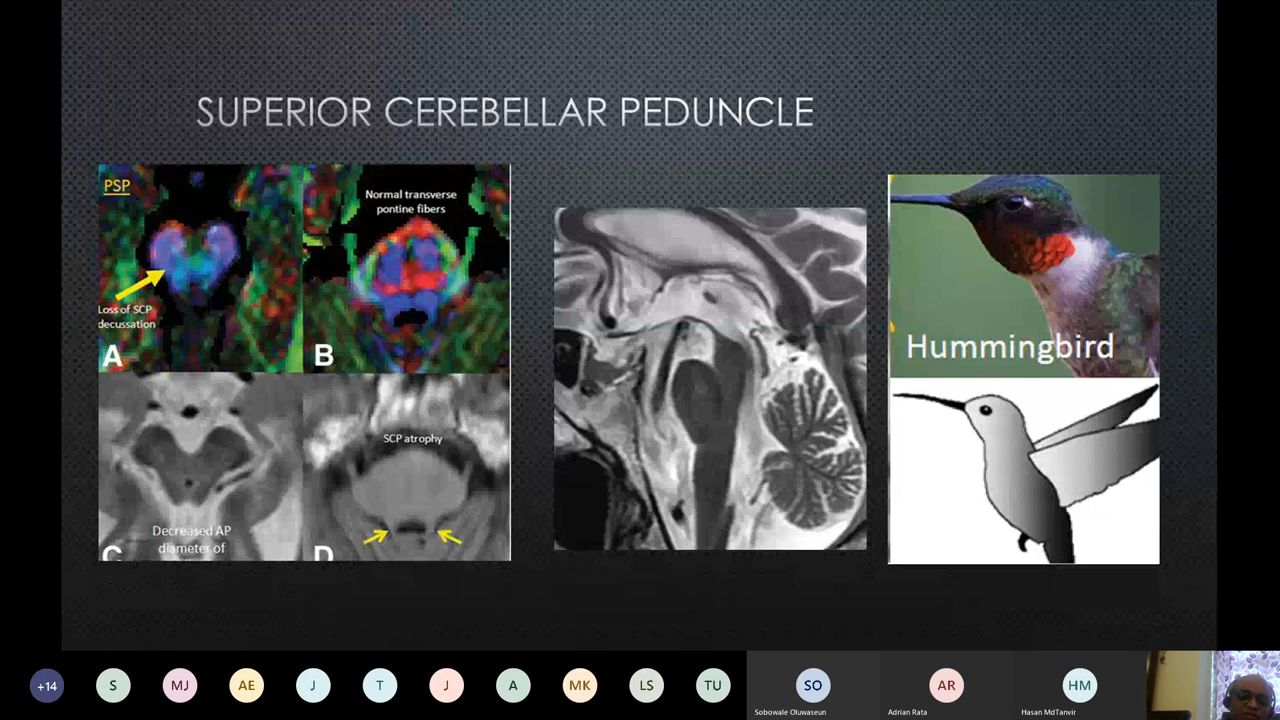 SUPERIOR CEREBELLAR PEDUNCLE
PSP
Loss of SCP
decussation
A
Normal transverse
pontine fibers
B
Decreased AP
diameter of
C
SCP atrophy
D
Hummingbird
+14
S
MJ
AE
J
T
J
A
MK
LS
TU
SO
Sobowale Oluwaseun
AR
Adrian Rata
HM
Hasan MdTanvir